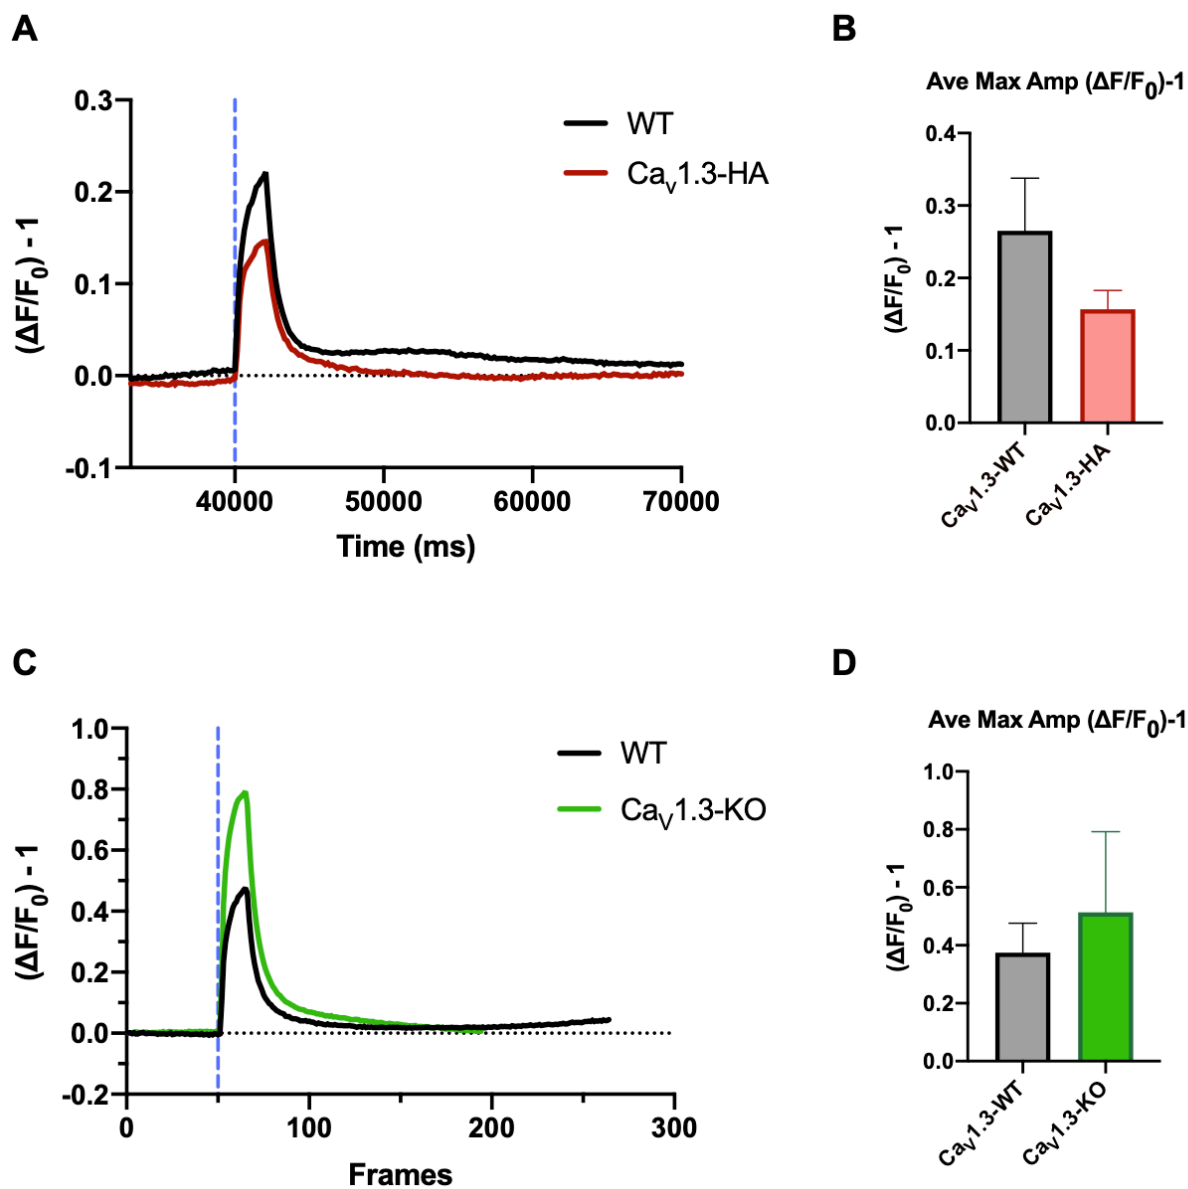 A
B
Ave Max Amp (ΔF/F0)-1
0.3
0.2
0.1
0.0
-0.1
(ΔF/F0) - 1
WT
Cav1.3-HA
40000
50000
60000
70000
Time (ms)
0.4
0.3
0.2
0.1
0.0
(ΔF/F0) - 1
CaV1.3-WT
CaV1.3-HA
C
D
Ave Max Amp (ΔF/F0)-1
1.0
0.8
0.6
0.4
0.2
0.0
-0.2
(ΔF/F0) - 1
WT
CaV1.3-KO
0
100
200
300
Frames
1.0
0.8
0.6
0.4
0.2
0.0
(ΔF/F0) - 1
CaV1.3-WT
CaV1.3-KO